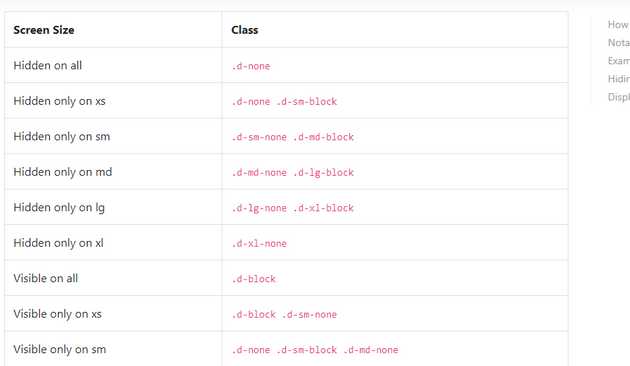 Screen Size Class
Hidden on all .d-none
Hidden only on xs .d-none .d-sm-block
Hidden only on sm .d-sm-none .d-md-block
Hidden only on md .d-md-none .d-lg-block
Hidden only on lg .d-lg-none .d-xl-block
Hidden only on xl .d-xl-none
Visible on all .d-block
Visible only on xs .d-block .d-sm-none
Visible only on sm .d-none .d-sm-block .d-md-none
How
Nota
Exam
Hidin
Displ